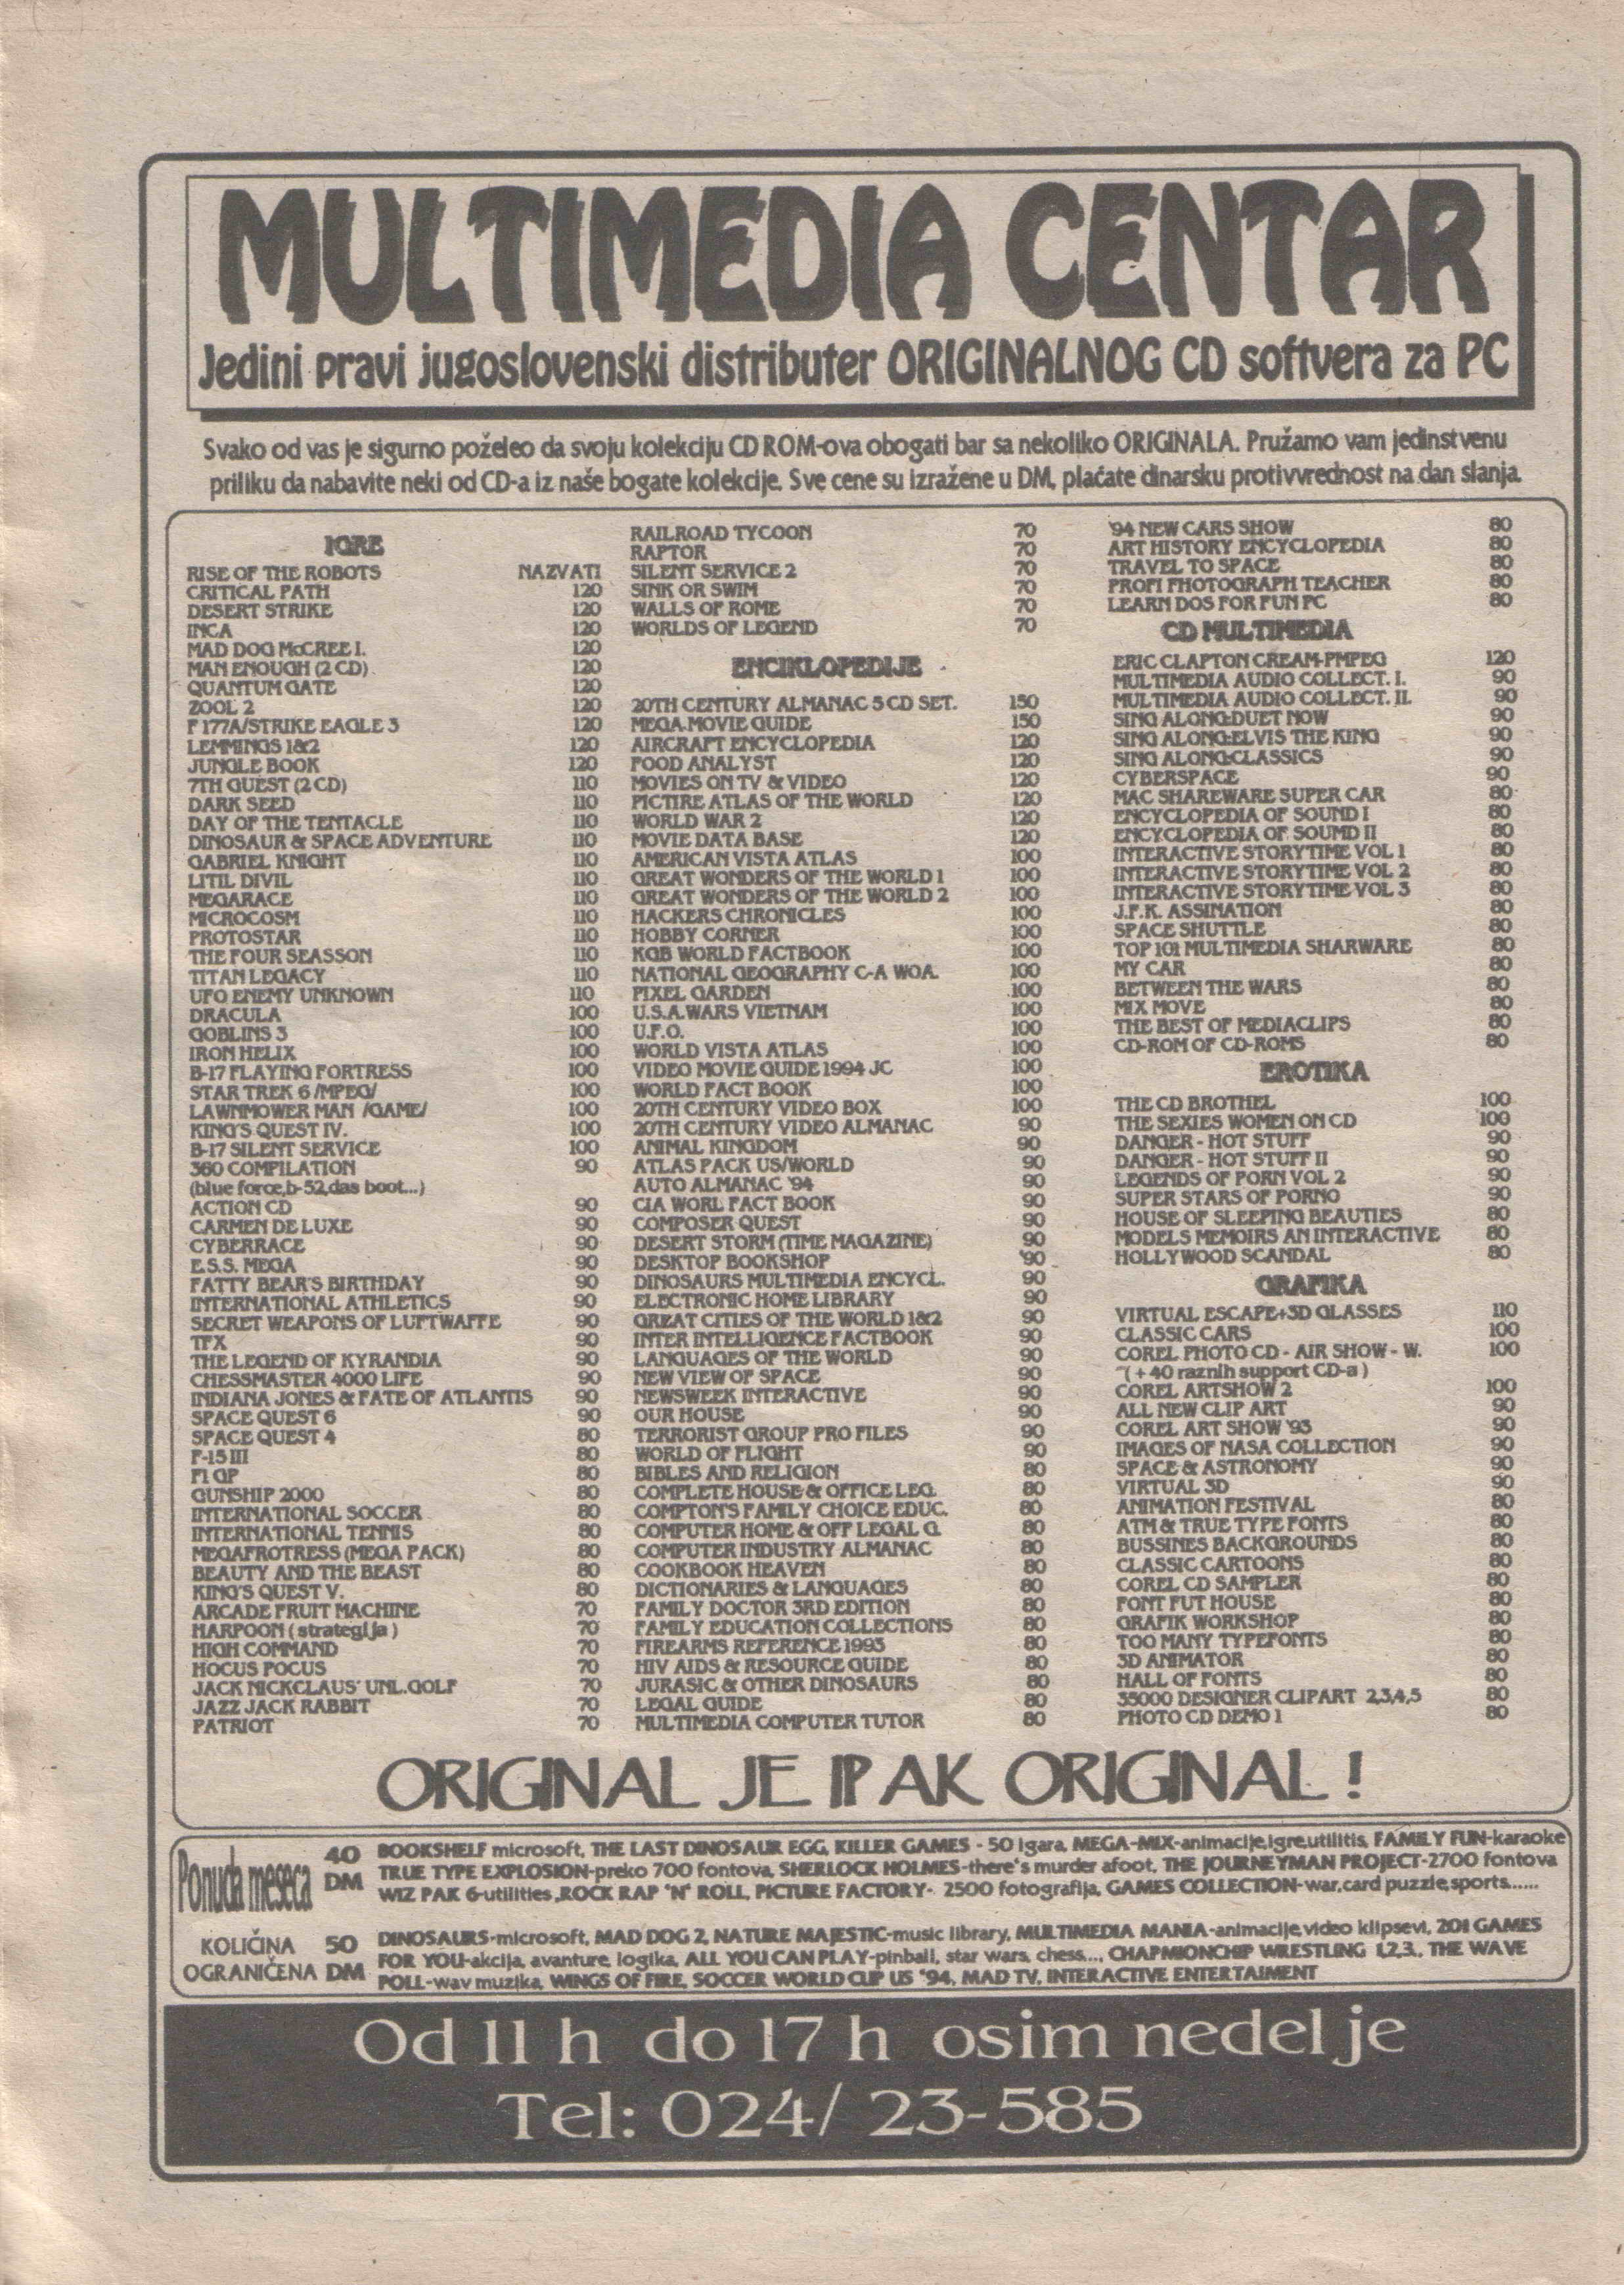 MULTIMEDIA CENTAR
Jedini pravi jugoslovenski distributer ORIGINALNOG CD softvera za PC
Svako od vas je sigurno poželeo da svoju kolekciju CD ROM-ova obogati bar sa nekoliko ORIGINALA. Pružamo vam jedinstvenu
priliku da nabavite neki od CD-a iz naše bogate kolekcije. Sve cene su izražene u DM, plaćate dinarsku protivvrednost na dan slanja.
IGRE
RISE OF THE ROBOTS NAZVATI
CRITICAL PATH 120
DESERT STRIKE 120
INCA 120
MAD DOG McCREE I. 120
MAN ENOUGH (2 CD) 120
QUANTUM GATE 120
ZOOL 2 120
F 177A/STRIKE EAGLE 3 120
LEMMINGS 1&2 120
JUNGLE BOOK 120
7TH GUEST (2 CD) 110
DARK SEED 110
DAY OF THE TENTACLE 110
DINOSAUR & SPACE ADVENTURE 110
GABRIEL KNIGHT 110
LITIL DIVIL 110
MEGARACE 110
MICROCOSM 110
PROTOSTAR 110
THE FOUR SEASSON 110
TITAN LEGACY 110
UFO ENEMY UNKNOWN 110
DRACULA 100
GOBLINS 3 100
IRON HELIX 100
B-17 FLAYING FORTRESS 100
STAR TREK 6 /MPEG/ 100
LAWNMOWER MAN /GAME/ 100
KING'S QUEST IV. 100
B-17 SILENT SERVICE 100
360 COMPILATION 90
(blue force,b-52,das boot...)
ACTION CD 90
CARMEN DE LUXE 90
CYBERRACE 90
E.S.S. MEGA 90
FATTY BEAR'S BIRTHDAY 90
INTERNATIONAL ATHLETICS 90
SECRET WEAPONS OF LUFTWAFFE 90
TFX 90
THE LEGEND OF KYRANDIA 90
CHESSMASTER 4000 LIFE 90
INDIANA JONES & FATE OF ATLANTIS 90
SPACE QUEST 6 90
SPACE QUEST 4 80
F-15 III 80
F1 GP 80
GUNSHIP 2000 80
INTERNATIONAL SOCCER 80
INTERNATIONAL TENNIS 80
MEGAFROTRESS (MEGA PACK) 80
BEAUTY AND THE BEAST 80
KING'S QUEST V. 80
ARCADE FRUIT MACHINE 70
HARPOON ( strategija ) 70
HIGH COMMAND 70
HOCUS POCUS 70
JACK NICKCLAUS' UNL.GOLF 70
JAZZ JACK RABBIT 70
PATRIOT 70
RAILROAD TYCOON 70
RAPTOR 70
SILENT SERVICE 2 70
SINK OR SWIM 70
WALLS OF ROME 70
WORLDS OF LEGEND 70
ENCIKLOPEDIJE
20TH CENTURY ALMANAC 5 CD SET. 150
MEGA MOVIE GUIDE 150
AIRCRAFT ENCYCLOPEDIA 120
FOOD ANALYST 120
MOVIES ON TV & VIDEO 120
PICTIRE ATLAS OF THE WORLD 120
WORLD WAR 2 120
MOVIE DATA BASE 120
AMERICAN VISTA ATLAS 100
GREAT WONDERS OF THE WORLD 1 100
GREAT WONDERS OF THE WORLD 2 100
HACKERS CHRONICLES 100
HOBBY CORNER 100
KGB WORLD FACTBOOK 100
NATIONAL GEOGRAPHY C-A WOA. 100
PIXEL GARDEN 100
U.S.A.WARS VIETNAM 100
U.F.O. 100
WORLD VISTA ATLAS 100
VIDEO MOVIE GUIDE 1994 JC 100
WORLD FACT BOOK 100
20TH CENTURY VIDEO BOX 100
20TH CENTURY VIDEO ALMANAC 90
ANIMAL KINGDOM 90
ATLAS PACK US/WORLD 90
AUTO ALMANAC '94 90
CIA WORL FACT BOOK 90
COMPOSER QUEST 90
DESERT STORM (TIME MAGAZINE) 90
DESKTOP BOOKSHOP 90
DINOSAURS MULTIMEDIA ENCYCL. 90
ELECTRONIC HOME LIBRARY 90
GREAT CITIES OF THE WORLD 1&2 90
INTER INTELLIGENCE FACTBOOK 90
LANGUAGES OF THE WORLD 90
NEW VIEW OF SPACE 90
NEWSWEEK INTERACTIVE 90
OUR HOUSE 90
TERRORIST GROUP PRO FILES 90
WORLD OF FLIGHT 90
BIBLES AND RELIGION 80
COMPLETE HOUSE & OFFICE LEG. 80
COMPTON'S FAMILY CHOICE EDUC. 80
COMPUTER HOME & OFF LEGAL G. 80
COMPUTER INDUSTRY ALMANAC 80
COOKBOOK HEAVEN 80
DICTIONARIES & LANGUAGES 80
FAMILY DOCTOR 3RD EDITION 80
FAMILY EDUCATION COLLECTIONS 80
FIREARMS REFERENCE 1993 80
HIV AIDS & RESOURCE GUIDE 80
JURASIC & OTHER DINOSAURS 80
LEGAL GUIDE 80
MULTIMEDIA COMPUTER TUTOR 80
'94 NEW CARS SHOW 80
ART HISTORY ENCYCLOPEDIA 80
TRAVEL TO SPACE 80
PROFI PHOTOGRAPH TEACHER 80
LEARN DOS FOR FUN PC 80
CD MULTIMEDIA
ERIC CLAPTON CREAM-PMPEG 120
MULTIMEDIA AUDIO COLLECT. I. 90
MULTIMEDIA AUDIO COLLECT. II. 90
SING ALONG:DUET NOW 90
SING ALONG:ELVIS THE KING 90
SING ALONG:CLASSICS 90
CYBERSPACE 90
MAC SHAREWARE SUPER CAR 80
ENCYCLOPEDIA OF SOUND I 80
ENCYCLOPEDIA OF SOUMD II 80
INTERACTIVE STORYTIME VOL 1 80
INTERACTIVE STORYTIME VOL 2 80
INTERACTIVE STORYTIME VOL 3 80
J.F.K. ASSINATION 80
SPACE SHUTTLE 80
TOP 101 MULTIMEDIA SHARWARE 80
MY CAR 80
BETWEEN THE WARS 80
MIX MOVE 80
THE BEST OF MEDIACLIPS 80
CD-ROM OF CD-ROMS 80
EROTIKA
THE CD BROTHEL 100
THE SEXIES WOMEN ON CD 100
DANGER - HOT STUFF 90
DANGER - HOT STUFF II 90
LEGENDS OF PORN VOL 2 90
SUPER STARS OF PORNO 90
HOUSE OF SLEEPING BEAUTIES 80
MODELS MEMOIRS AN INTERACTIVE 80
HOLLYWOOD SCANDAL 80
GRAFIKA
VIRTUAL ESCAPE+3D GLASSES 110
CLASSIC CARS 100
COREL PHOTO CD - AIR SHOW - W. 100
( + 40 raznih support CD-a )
COREL ARTSHOW 2 100
ALL NEW CLIP ART 90
COREL ART SHOW '93 90
IMAGES OF NASA COLLECTION 90
SPACE & ASTRONOMY 90
VIRTUAL 3D 90
ANIMATION FESTIVAL 80
ATM & TRUE TYPE FONTS 80
BUSSINES BACKGROUNDS 80
CLASSIC CARTOONS 80
COREL CD SAMPLER 80
FONT FUT HOUSE 80
GRAFIK WORKSHOP 80
TOO MANY TYPEFONTS 80
3D ANIMATOR 80
HALL OF FONTS 80
35000 DESIGNER CLIPART 2,3,4,5 80
PHOTO CD DEMO 1 80
ORIGINAL JE IPAK ORIGINAL !
Ponuda meseca
40 DM
BOOKSHELF microsoft, THE LAST DINOSAUR EGG, KILLER GAMES - 50 igara, MEGA-MIX-animacije,igre,utilitis, FAMILY FUN-karaoke
TRUE TYPE EXPLOSION-preko 700 fontova, SHERLOCK HOLMES-there's murder afoot, THE JOURNEYMAN PROJECT-2700 fontova
WIZ PAK 6-utilities ,ROCK RAP 'N' ROLL, PICTURE FACTORY- 2500 fotografija, GAMES COLLECTION-war,card puzzle,sports......
KOLIČINA OGRANIČENA
50 DM
DINOSAURS-microsoft, MAD DOG 2, NATURE MAJESTIC-music library, MULTIMEDIA MANIA-animacije,video klipsevi, 201 GAMES
FOR YOU-akcija, avanture, logika, ALL YOU CAN PLAY-pinball, star wars, chess..., CHAPMIONCHIP WRESTLING 1,2,3., THE WAVE
POLL-wav muzika, WINGS OF FIRE, SOCCER WORLD CUP US '94, MAD TV, INTERACTIVE ENTERTAIMENT
Od 11 h do 17 h osim nedelje
Tel: 024/ 23-585